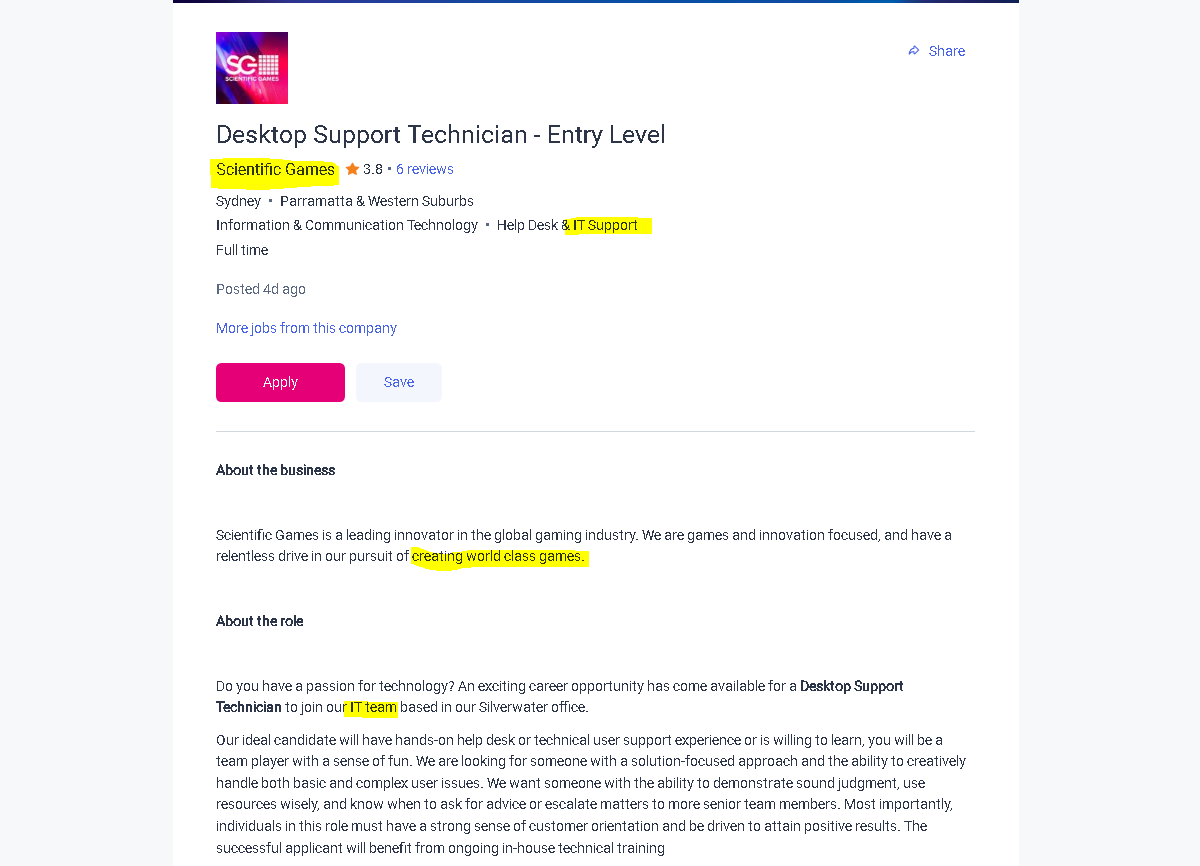 SG
SCIENTIFIC GAMES
Share
Desktop Support Technician - Entry Level
Scientific Games 3.8 • 6 reviews
Sydney • Parramatta & Western Suburbs
Information & Communication Technology • Help Desk & IT Support
Full time
Posted 4d ago
More jobs from this company
Apply Save
About the business
Scientific Games is a leading innovator in the global gaming industry. We are games and innovation focused, and have a
relentless drive in our pursuit of creating world class games.
About the role
Do you have a passion for technology? An exciting career opportunity has come available for a Desktop Support
Technician to join our IT team based in our Silverwater office.
Our ideal candidate will have hands-on help desk or technical user support experience or is willing to learn, you will be a
team player with a sense of fun. We are looking for someone with a solution-focused approach and the ability to creatively
handle both basic and complex user issues. We want someone with the ability to demonstrate sound judgment, use
resources wisely, and know when to ask for advice or escalate matters to more senior team members. Most importantly,
individuals in this role must have a strong sense of customer orientation and be driven to attain positive results. The
successful applicant will benefit from ongoing in-house technical training